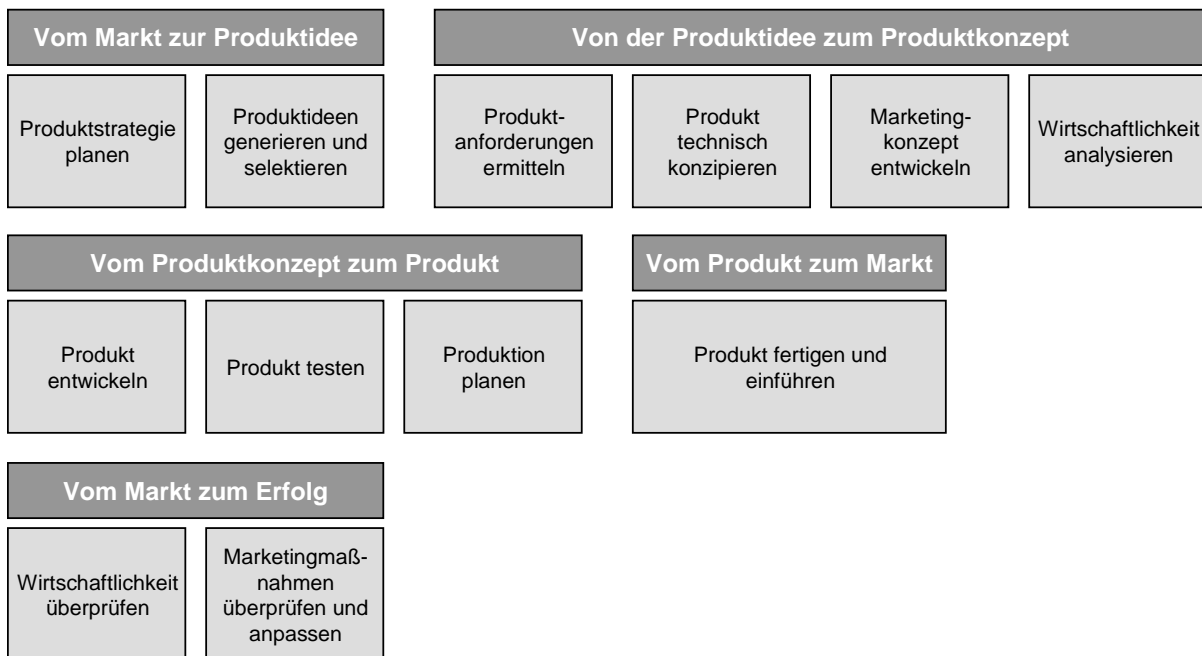 Vom Markt zur Produktidee
Produktstrategie
planen
Produktideen
generieren und
selektieren
Von der Produktidee zum Produktkonzept
Produkt-
anforderungen
ermitteln
Produkt
technisch
konzipieren
Marketing-
konzept
entwickeln
Wirtschaftlichkeit
analysieren
Vom Produktkonzept zum Produkt
Produkt
entwickeln
Produkt testen
Produktion
planen
Vom Produkt zum Markt
Produkt fertigen und
einführen
Vom Markt zum Erfolg
Wirtschaftlichkeit
überprüfen
Marketingmaß-
nahmen
überprüfen und
anpassen